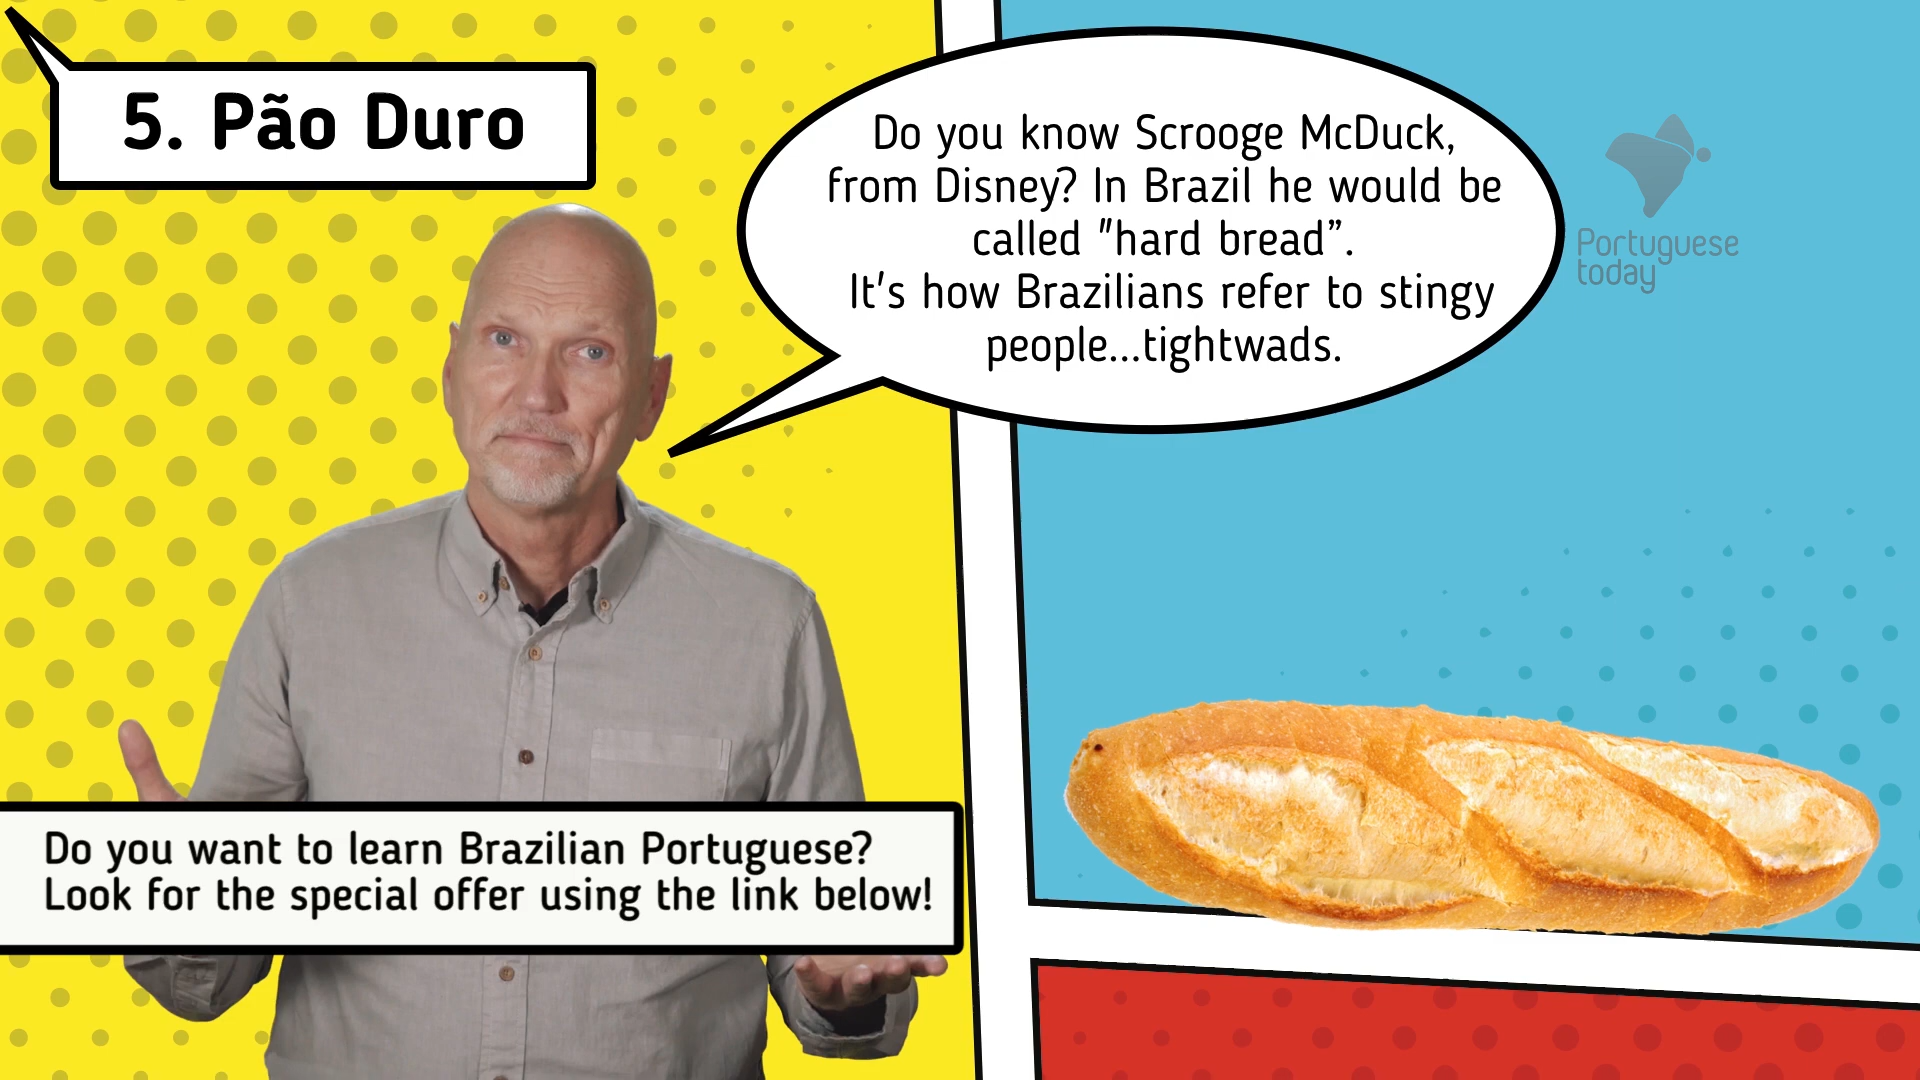 5. Pão Duro
Do you know Scrooge McDuck,
from Disney? In Brazil he would be
called "hard bread”.
It's how Brazilians refer to stingy
people...tightwads.
Portuguese
today
Do you want to learn Brazilian Portuguese?
Look for the special offer using the link below!